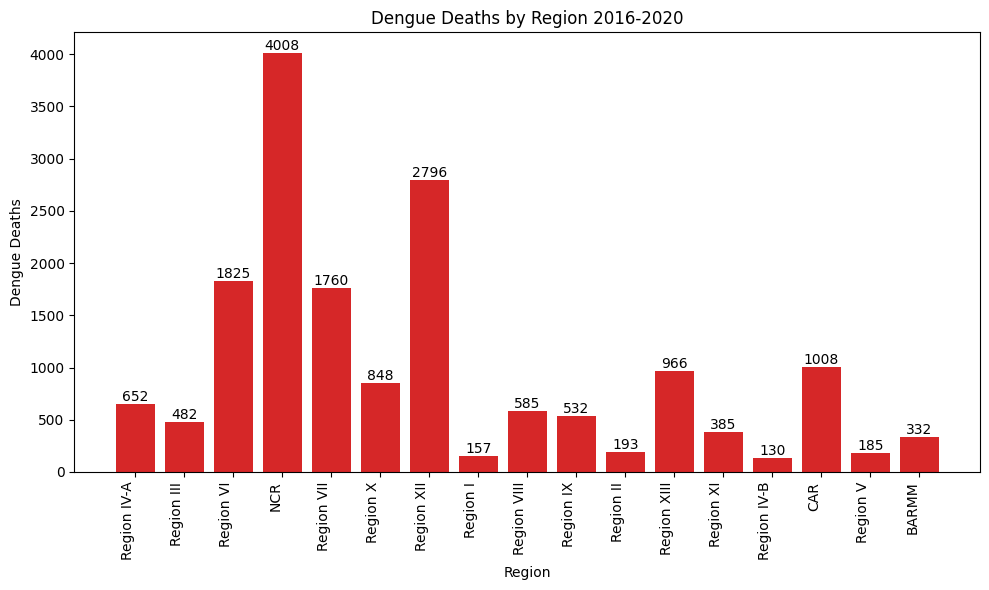 Dengue Deaths by Region 2016-2020
Dengue Deaths
4000
3500
3000
2500
2000
1500
1000
500
0
652
482
1825
4008
1760
848
2796
157
585
532
193
966
385
130
1008
185
332
Region IV-A
Region III
Region VI
NCR
Region VII
Region X
Region XII
Region I
Region VIII
Region IX
Region II
Region XIII
Region XI
Region IV-B
CAR
Region V
BARMM
Region